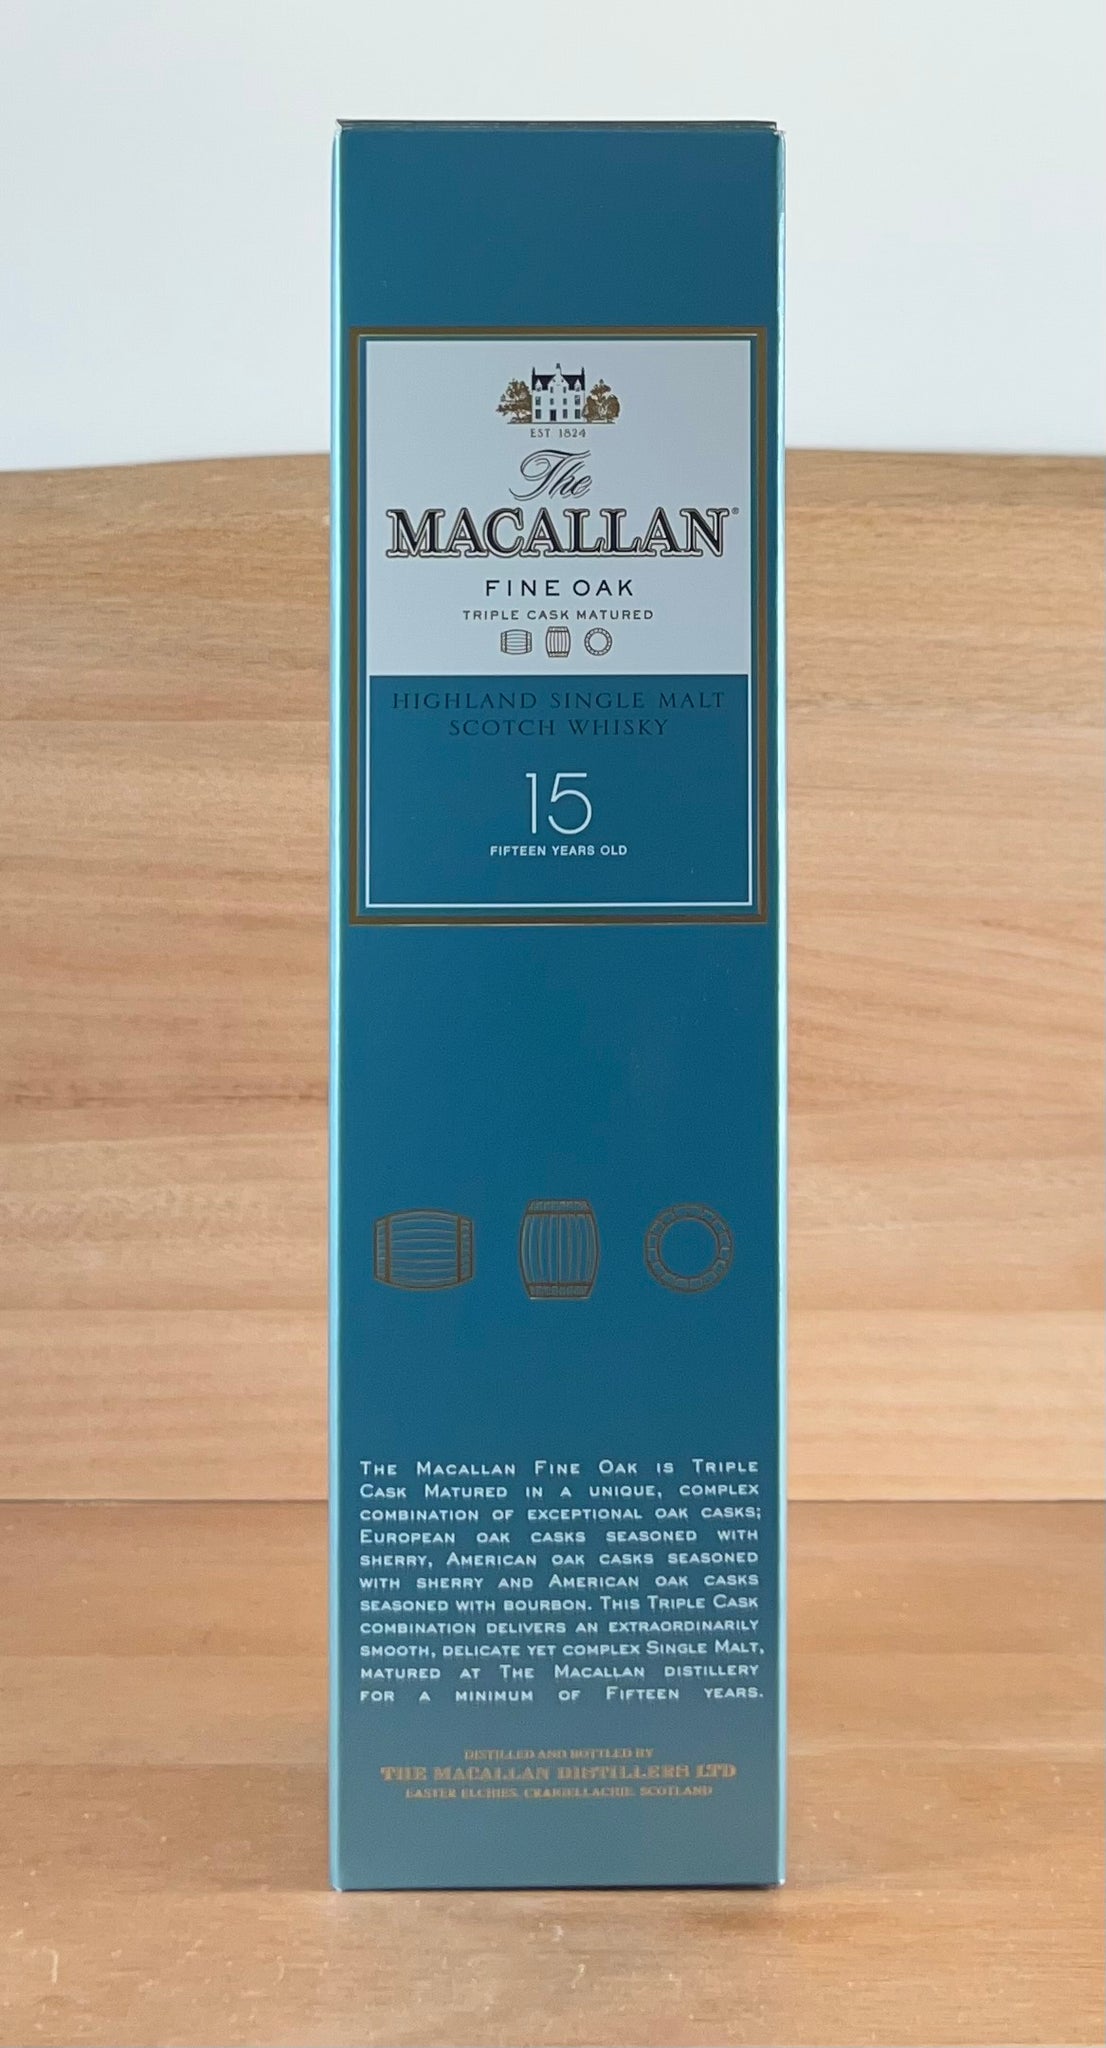 EST 1824
The
MACALLAN®
FINE OAK
TRIPLE CASK MATURED
HIGHLAND SINGLE MALT
SCOTCH WHISKY
15
FIFTEEN YEARS OLD
THE MACALLAN FINE OAK IS TRIPLE
CASK MATURED IN A UNIQUE, COMPLEX
COMBINATION OF EXCEPTIONAL OAK CASKS;
EUROPEAN OAK CASKS SEASONED WITH
SHERRY, AMERICAN OAK CASKS SEASONED
WITH SHERRY AND AMERICAN OAK CASKS
SEASONED WITH BOURBON. THIS TRIPLE CASK
COMBINATION DELIVERS AN EXTRAORDINARILY
SMOOTH, DELICATE YET COMPLEX SINGLE MALT,
MATURED AT THE MACALLAN DISTILLERY
FOR A MINIMUM OF FIFTEEN YEARS.
DISTILLED AND BOTTLED BY
THE MACALLAN DISTILLERS LTD
EASTER ELCHIES, CRAIGELLACHIE, SCOTLAND